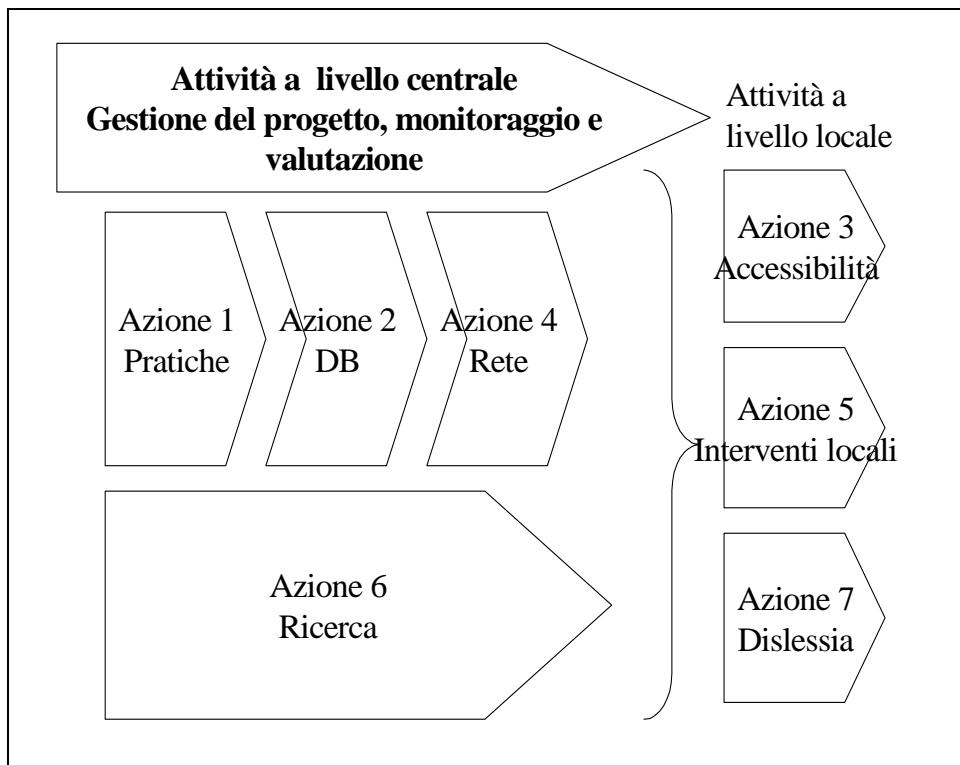 Attività a livello centrale
Gestione del progetto, monitoraggio e
valutazione
Attività a
livello locale
Azione 1
Pratiche
Azione 2
DB
Azione 4
Rete
Azione 6
Ricerca
Azione 3
Accessibilità
Azione 5
Interventi locali
Azione 7
Dislessia